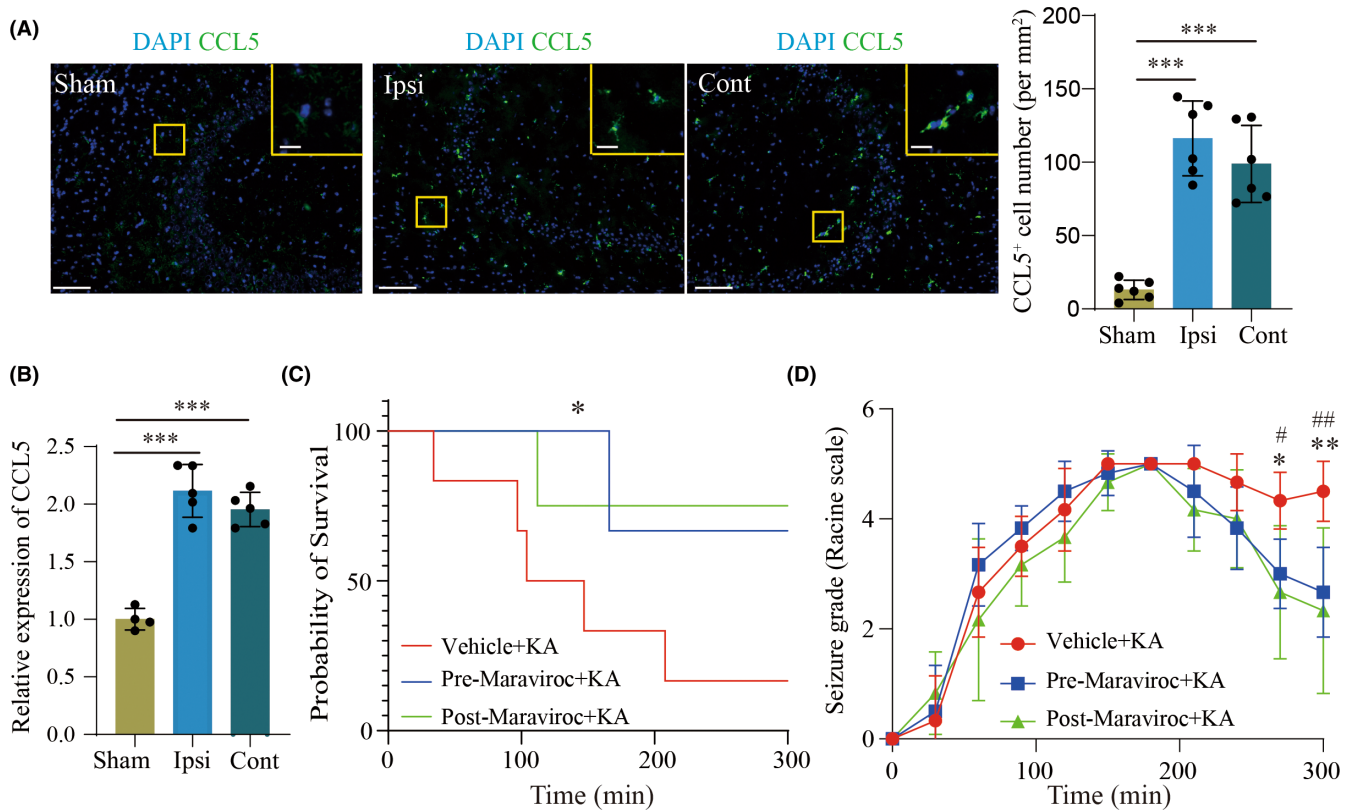 (A)
DAPI CCL5
DAPI CCL5
DAPI CCL5
Sham
Ipsi
Cont
CCL5+ cell number (per mm²)
200
150
100
50
0
***
***
Sham
Ipsi
Cont
(B)
Relative expression of CCL5
2.5
2.0
1.5
1.0
0.5
0.0
***
***
Sham
Ipsi
Cont
(C)
Probability of Survival
100
50
0
*
Vehicle+KA
Pre-Maraviroc+KA
Post-Maraviroc+KA
0
100
200
300
Time (min)
(D)
Seizure grade (Racine scale)
6
4
2
0
#
*
##
**
Vehicle+KA
Pre-Maraviroc+KA
Post-Maraviroc+KA
0
100
200
300
Time (min)